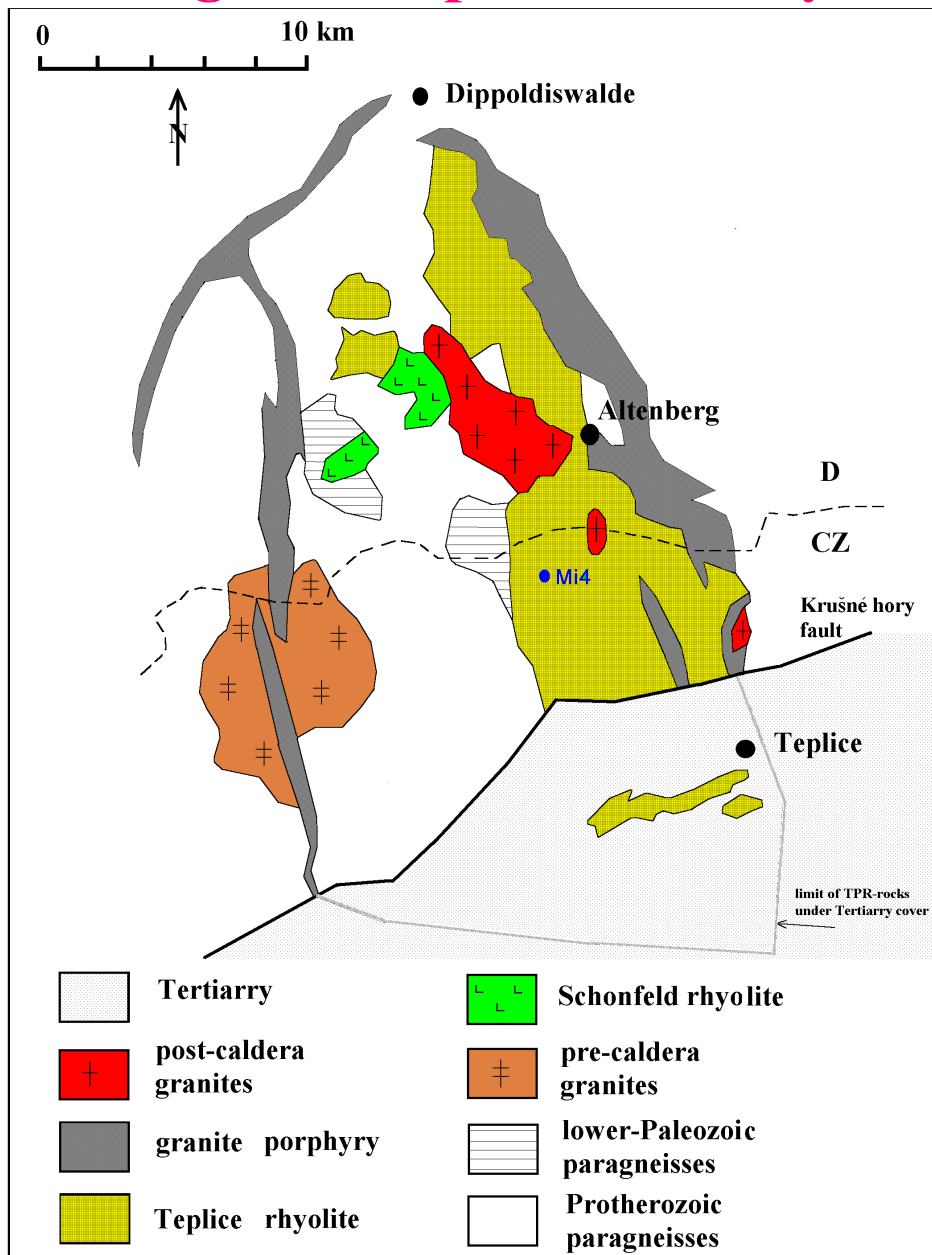 0 10 km
N
Dippoldiswalde
Altenberg
D
CZ
Mi4
Krušné hory
fault
Teplice
limit of TPR-rocks
under Tertiarry cover
Tertiarry
Schonfeld rhyolite
post-caldera
granites
pre-caldera
granites
granite porphyry
lower-Paleozoic
paragneisses
Teplice rhyolite
Protherozoic
paragneisses